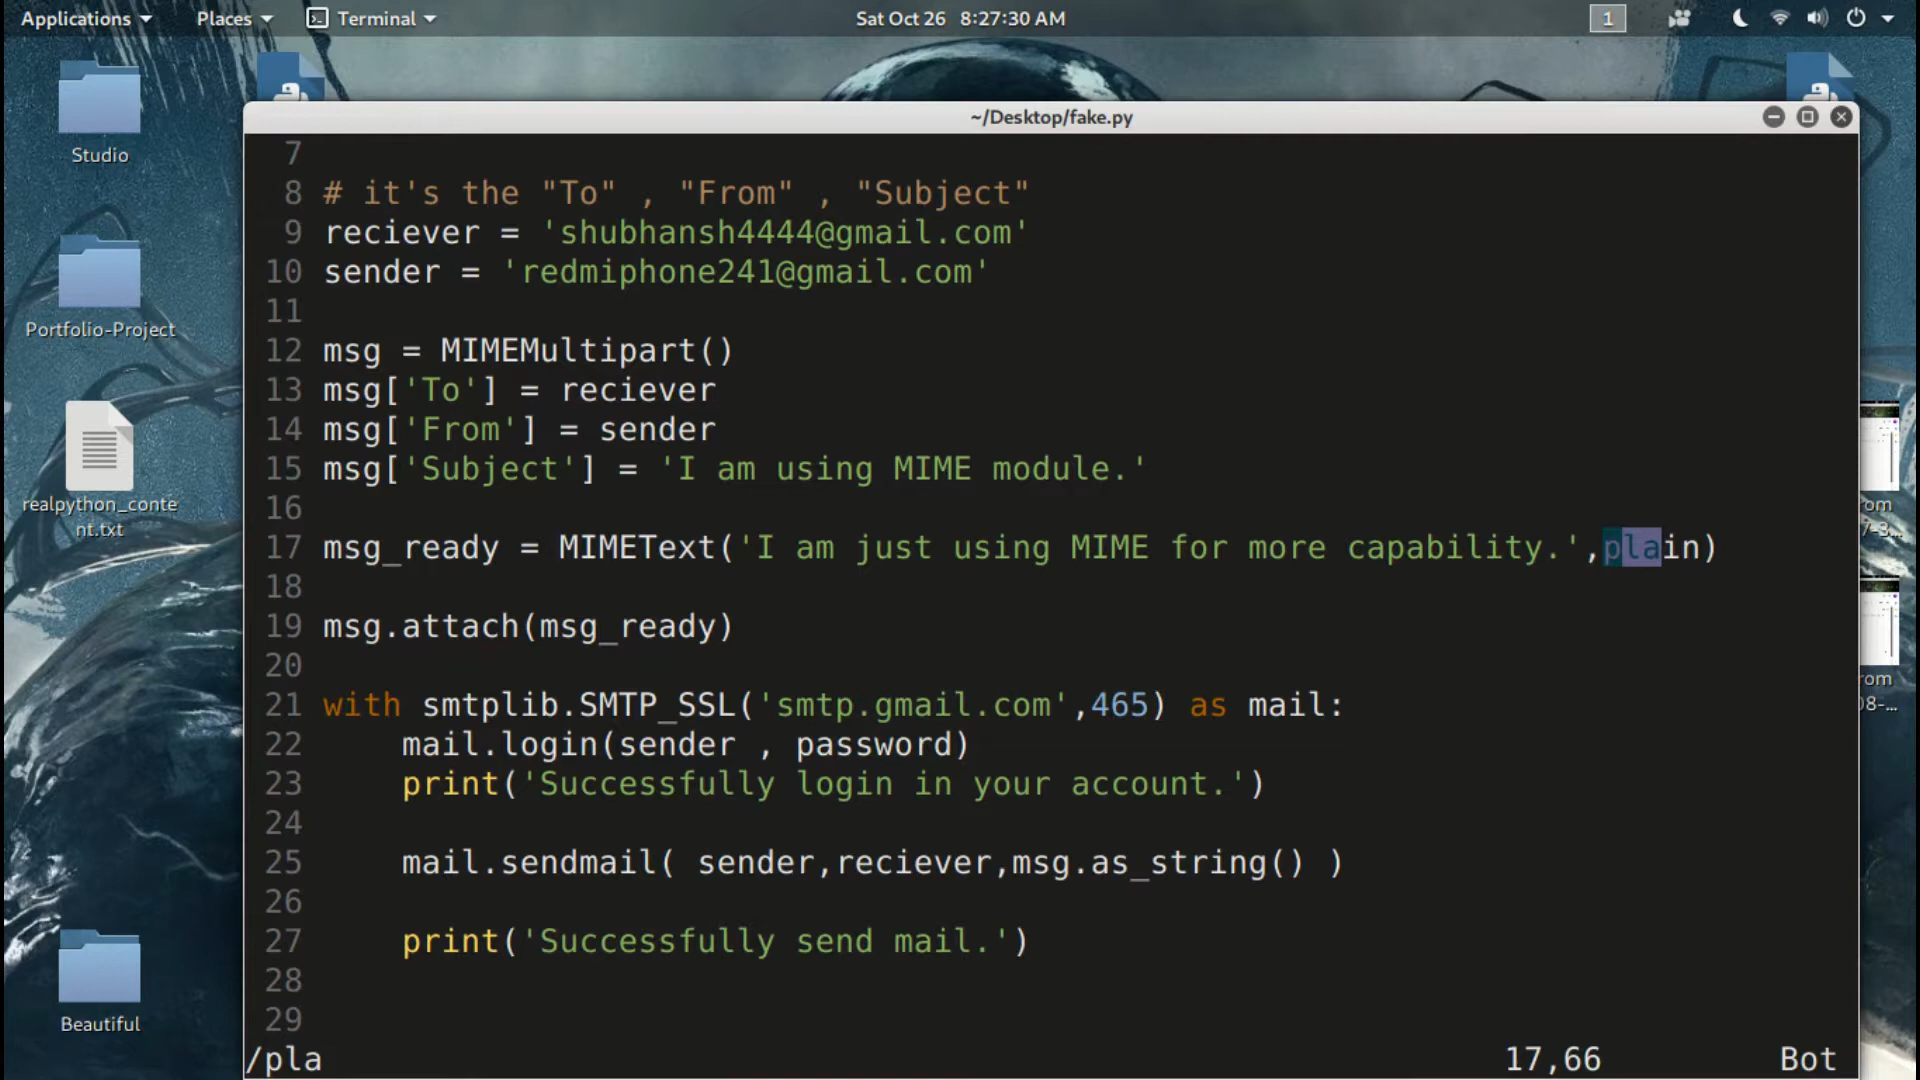 Applications Places Terminal Sat Oct 26 8:27:30 AM 1
Studio
Portfolio-Project
realpython_conte
nt.txt
Beautiful
~/Desktop/fake.py
7
8 # it's the "To" , "From" , "Subject"
9 reciever = 'shubhansh4444@gmail.com'
10 sender = 'redmiphone241@gmail.com'
11
12 msg = MIMEMultipart()
13 msg['To'] = reciever
14 msg['From'] = sender
15 msg['Subject'] = 'I am using MIME module.'
16
17 msg_ready = MIMEText('I am just using MIME for more capability.',plain)
18
19 msg.attach(msg_ready)
20
21 with smtplib.SMTP_SSL('smtp.gmail.com',465) as mail:
22 mail.login(sender , password)
23 print('Successfully login in your account.')
24
25 mail.sendmail( sender,reciever,msg.as_string() )
26
27 print('Successfully send mail.')
28
29
/pla 17,66 Bot